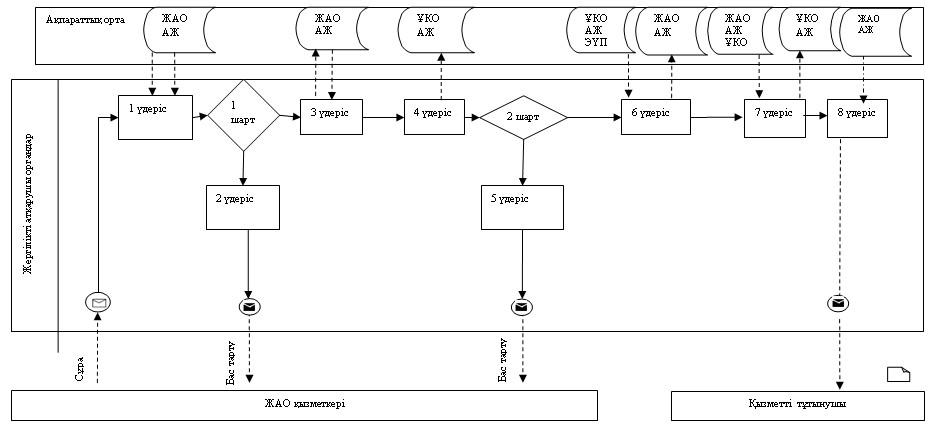 Ақпараттық орта
ЖАО
АЖ
ЖАО
АЖ
ҰКО
АЖ
ҰКО
АЖ
ЭҮП
ЖАО
АЖ
ЖАО
АЖ
ҰКО
ҰКО
АЖ
ЖАО
АЖ
Жергілікті атқарушы органдар
1 үдеріс
1
шарт
3 үдеріс
4 үдеріс
2 шарт
6 үдеріс
7 үдеріс
8 үдеріс
2 үдеріс
5 үдеріс
Сұра
Бас тарту
Бас тарту
ЖАО қызметкері
Қызметті тұтынушы